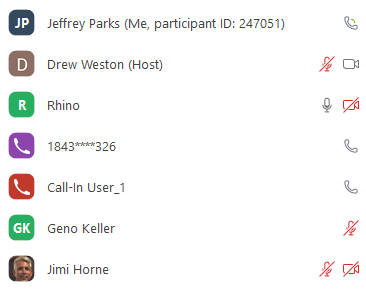 JP Jeffrey Parks (Me, participant ID: 247051)
D Drew Weston (Host)
R Rhino
1843****326
Call-In User_1
GK Geno Keller
Jimi Horne